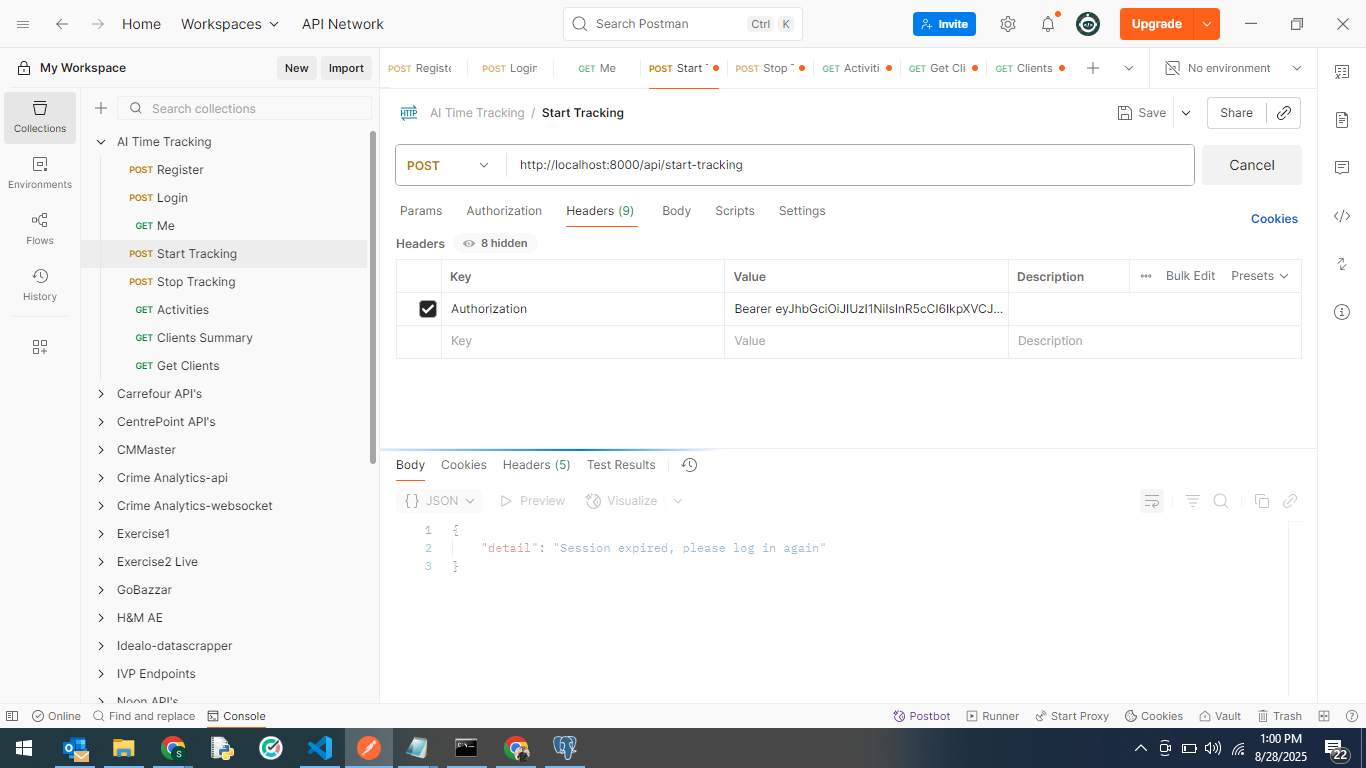 Home Workspaces API Network Search Postman Ctrl K Invite Upgrade
My Workspace New Import POST Registe POST Login GET Me POST Start T POST Stop T GET Activiti GET Get Cli GET Clients No environment
Collections
Environments
Flows
History
Search collections
AI Time Tracking
POST Register
POST Login
GET Me
POST Start Tracking
POST Stop Tracking
GET Activities
GET Clients Summary
GET Get Clients
Carrefour API's
CentrePoint API's
CMMaster
Crime Analytics-api
Crime Analytics-websocket
Exercise1
Exercise2 Live
GoBazzar
H&M AE
Idealo-datascrapper
IVP Endpoints
Noon API's
HTTP AI Time Tracking / Start Tracking Save Share
POST http://localhost:8000/api/start-tracking Cancel
Params Authorization Headers (9) Body Scripts Settings Cookies
Headers 8 hidden
Key Value Description Bulk Edit Presets
Authorization Bearer eyJhbGciOiJIUzI1NiIsInR5cCI6IkpXVCJ...
Key Value Description
Body Cookies Headers (5) Test Results
{} JSON Preview Visualize
1 {
2 "detail": "Session expired, please log in again"
3 }
Online Find and replace Console Postbot Runner Start Proxy Cookies Vault Trash
1:00 PM
8/28/2025
22